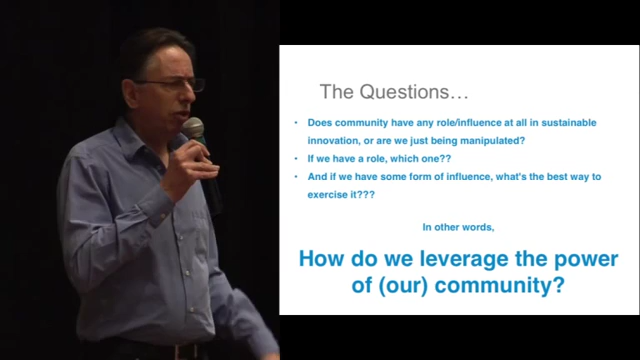 The Questions…
• Does community have any role/influence at all in sustainable
innovation, or are we just being manipulated?
• If we have a role, which one??
• And if we have some form of influence, what's the best way to
exercise it???
In other words,
How do we leverage the power
of (our) community?